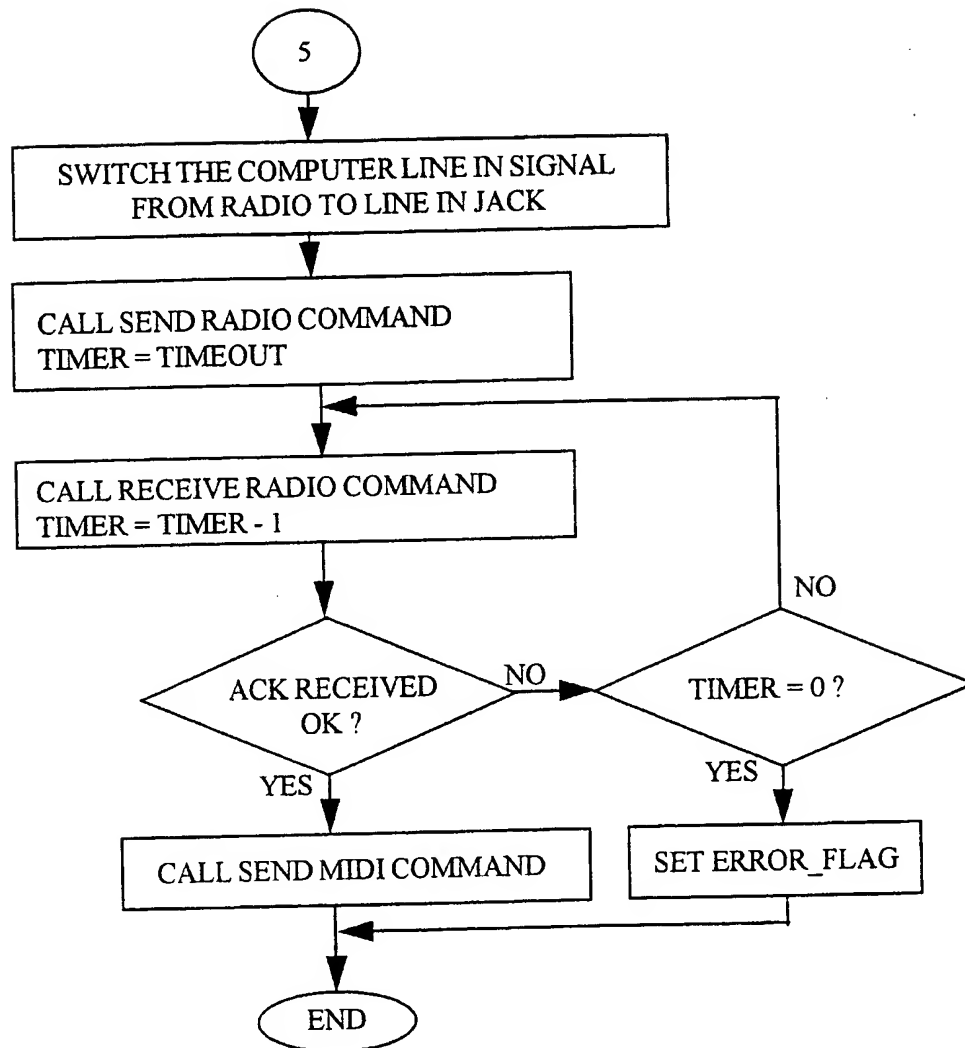 5
SWITCH THE COMPUTER LINE IN SIGNAL
FROM RADIO TO LINE IN JACK
CALL SEND RADIO COMMAND
TIMER = TIMEOUT
CALL RECEIVE RADIO COMMAND
TIMER = TIMER - 1
NO
ACK RECEIVED
OK ?
NO
TIMER = 0 ?
YES
YES
CALL SEND MIDI COMMAND
SET ERROR_FLAG
END